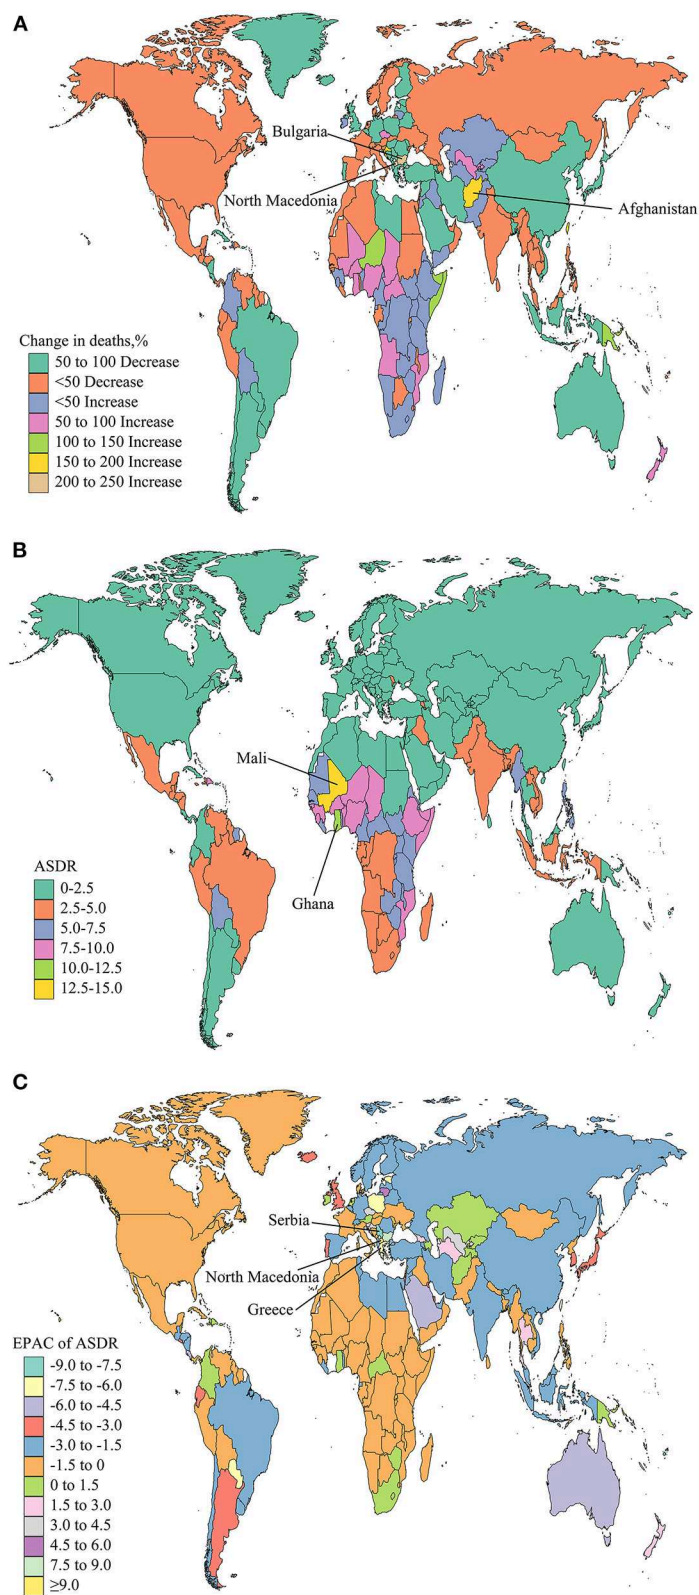 A
Bulgaria
North Macedonia
Afghanistan
Change in deaths,%
50 to 100 Decrease
<50 Decrease
<50 Increase
50 to 100 Increase
100 to 150 Increase
150 to 200 Increase
200 to 250 Increase
B
Mali
Ghana
ASDR
0-2.5
2.5-5.0
5.0-7.5
7.5-10.0
10.0-12.5
12.5-15.0
C
Serbia
North Macedonia
Greece
EPAC of ASDR
-9.0 to -7.5
-7.5 to -6.0
-6.0 to -4.5
-4.5 to -3.0
-3.0 to -1.5
-1.5 to 0
0 to 1.5
1.5 to 3.0
3.0 to 4.5
4.5 to 6.0
7.5 to 9.0
≥9.0